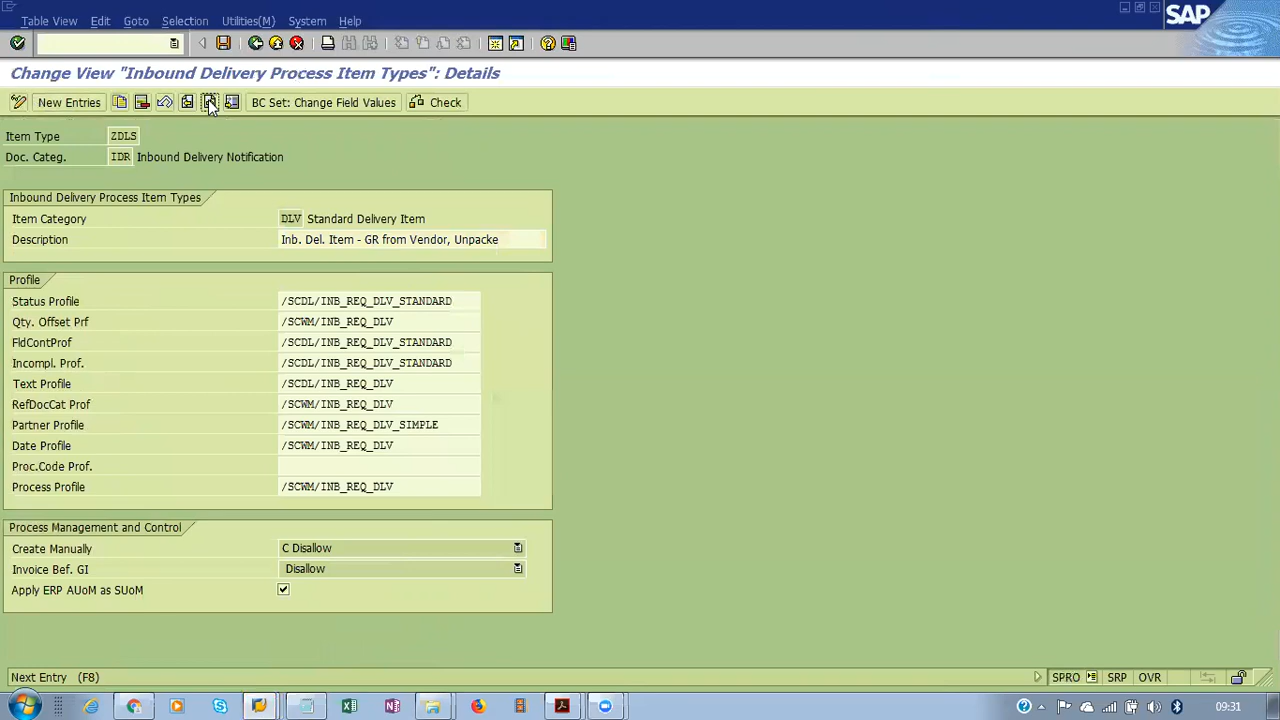 Table View Edit Goto Selection Utilities(M) System Help
SAP
Change View "Inbound Delivery Process Item Types": Details
New Entries BC Set: Change Field Values Check
Item Type ZDLS
Doc. Categ. IDR Inbound Delivery Notification
Inbound Delivery Process Item Types
Item Category DLV Standard Delivery Item
Description Inb. Del. Item - GR from Vendor, Unpacke
Profile
Status Profile /SCDL/INB_REQ_DLV_STANDARD
Qty. Offset Prf /SCWM/INB_REQ_DLV
FldContProf /SCDL/INB_REQ_DLV_STANDARD
Incompl. Prof. /SCDL/INB_REQ_DLV_STANDARD
Text Profile /SCDL/INB_REQ_DLV
RefDocCat Prof /SCWM/INB_REQ_DLV
Partner Profile /SCWM/INB_REQ_DLV_SIMPLE
Date Profile /SCWM/INB_REQ_DLV
Proc.Code Prof.
Process Profile /SCWM/INB_REQ_DLV
Process Management and Control
Create Manually C Disallow
Invoice Bef. GI Disallow
Apply ERP AUoM as SUoM
Next Entry (F8) SPRO SRP OVR
09:31